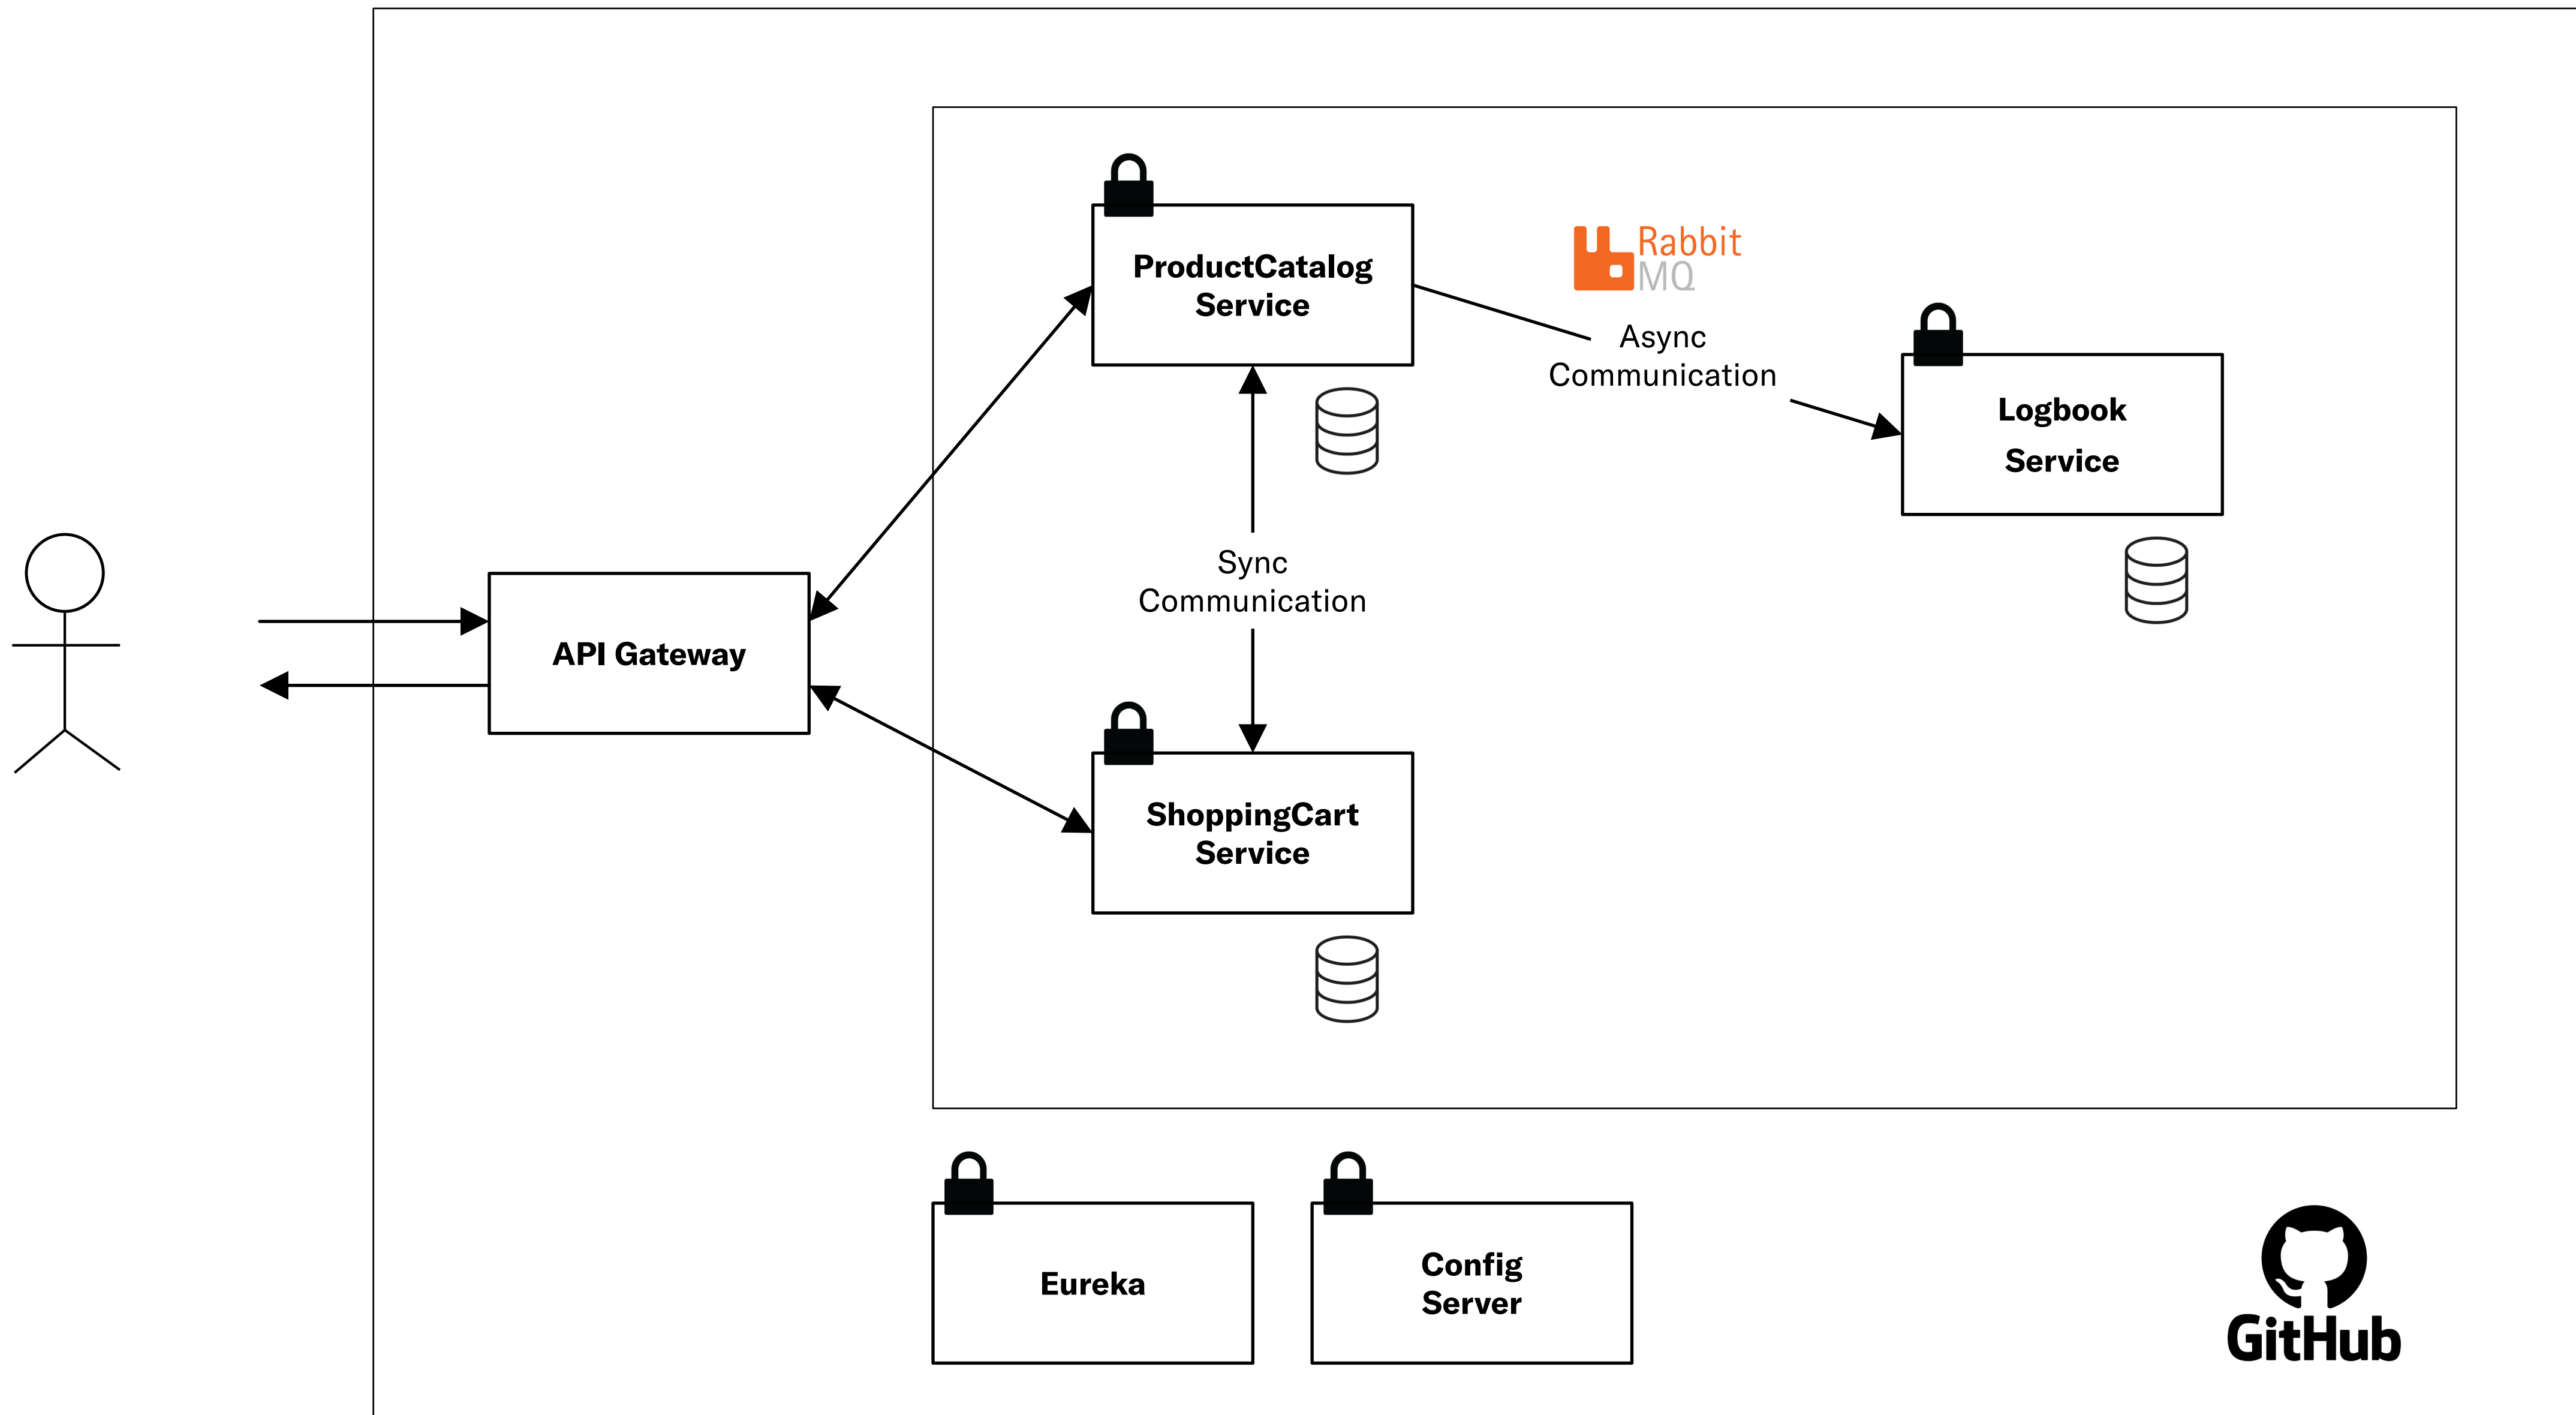 ProductCatalog
Service
Rabbit
MQ
Async
Communication
Logbook
Service
Sync
Communication
API Gateway
ShoppingCart
Service
Eureka
Config
Server
GitHub